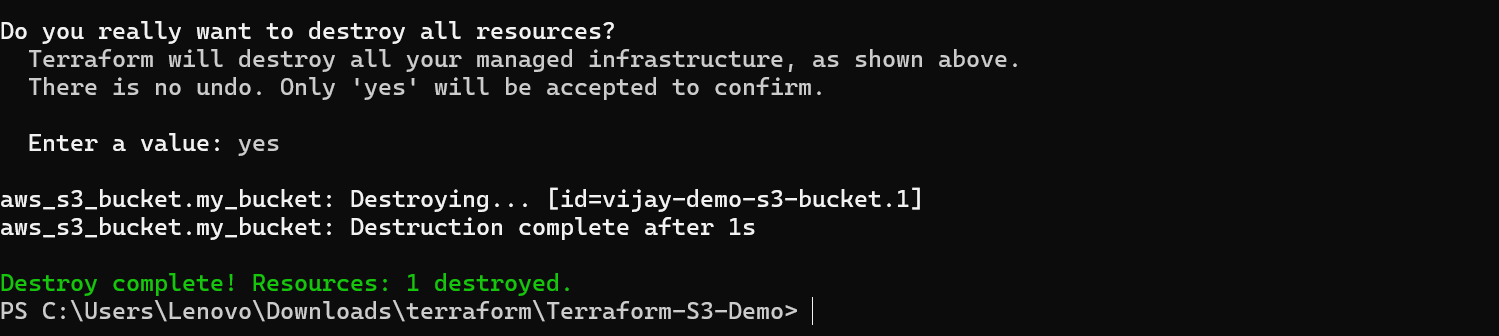 Do you really want to destroy all resources?
  Terraform will destroy all your managed infrastructure, as shown above.
  There is no undo. Only 'yes' will be accepted to confirm.
  Enter a value: yes
aws_s3_bucket.my_bucket: Destroying... [id=vijay-demo-s3-bucket.1]
aws_s3_bucket.my_bucket: Destruction complete after 1s
Destroy complete! Resources: 1 destroyed.
PS C:\Users\Lenovo\Downloads\terraform\Terraform-S3-Demo>